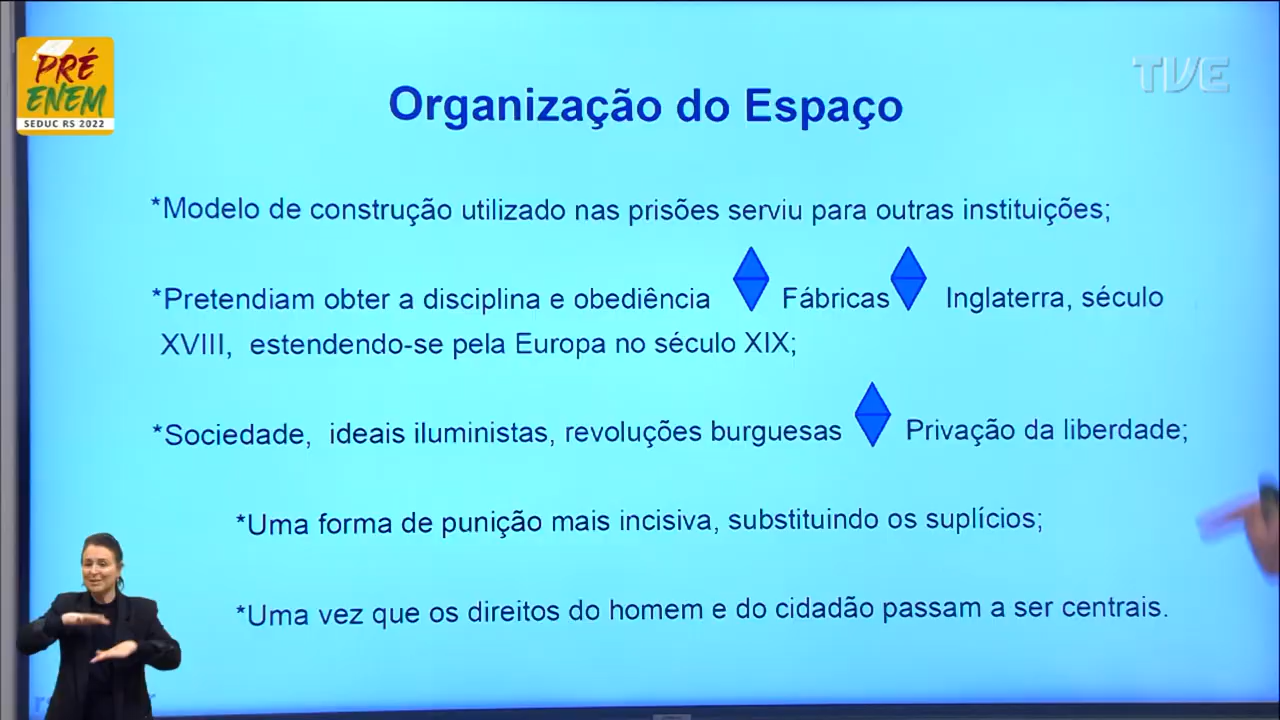 PRÉ
ENEM
SEDUC RS 2022
TVE
Organização do Espaço
*Modelo de construção utilizado nas prisões serviu para outras instituições;
*Pretendiam obter a disciplina e obediência Fábricas Inglaterra, século
XVIII, estendendo-se pela Europa no século XIX;
*Sociedade, ideais iluministas, revoluções burguesas Privação da liberdade;
*Uma forma de punição mais incisiva, substituindo os suplícios;
*Uma vez que os direitos do homem e do cidadão passam a ser centrais.